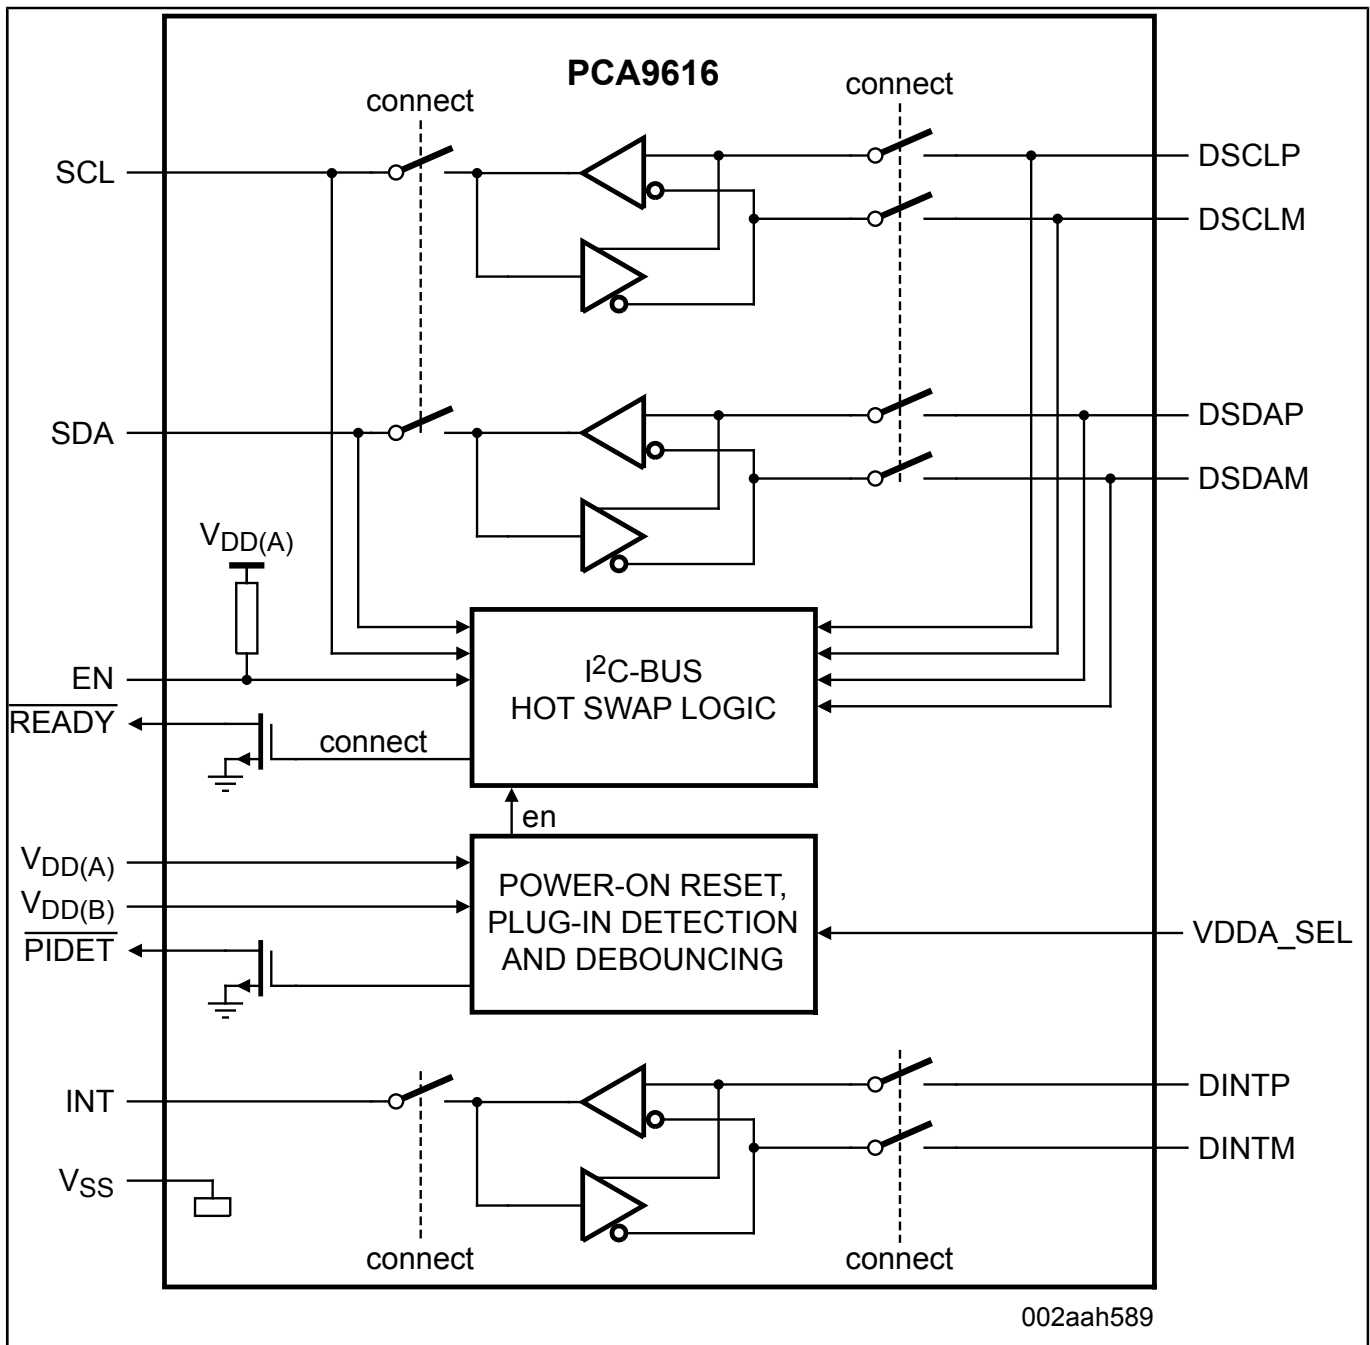 PCA9616
connect
connect
SCL
DSCLP
DSCLM
SDA
DSDAP
DSDAM
VDD(A)
EN
READY
I2C-BUS
HOT SWAP LOGIC
connect
en
VDD(A)
VDD(B)
PIDET
POWER-ON RESET,
PLUG-IN DETECTION
AND DEBOUNCING
VDDA_SEL
INT
DINTP
DINTM
VSS
connect
connect
002aah589